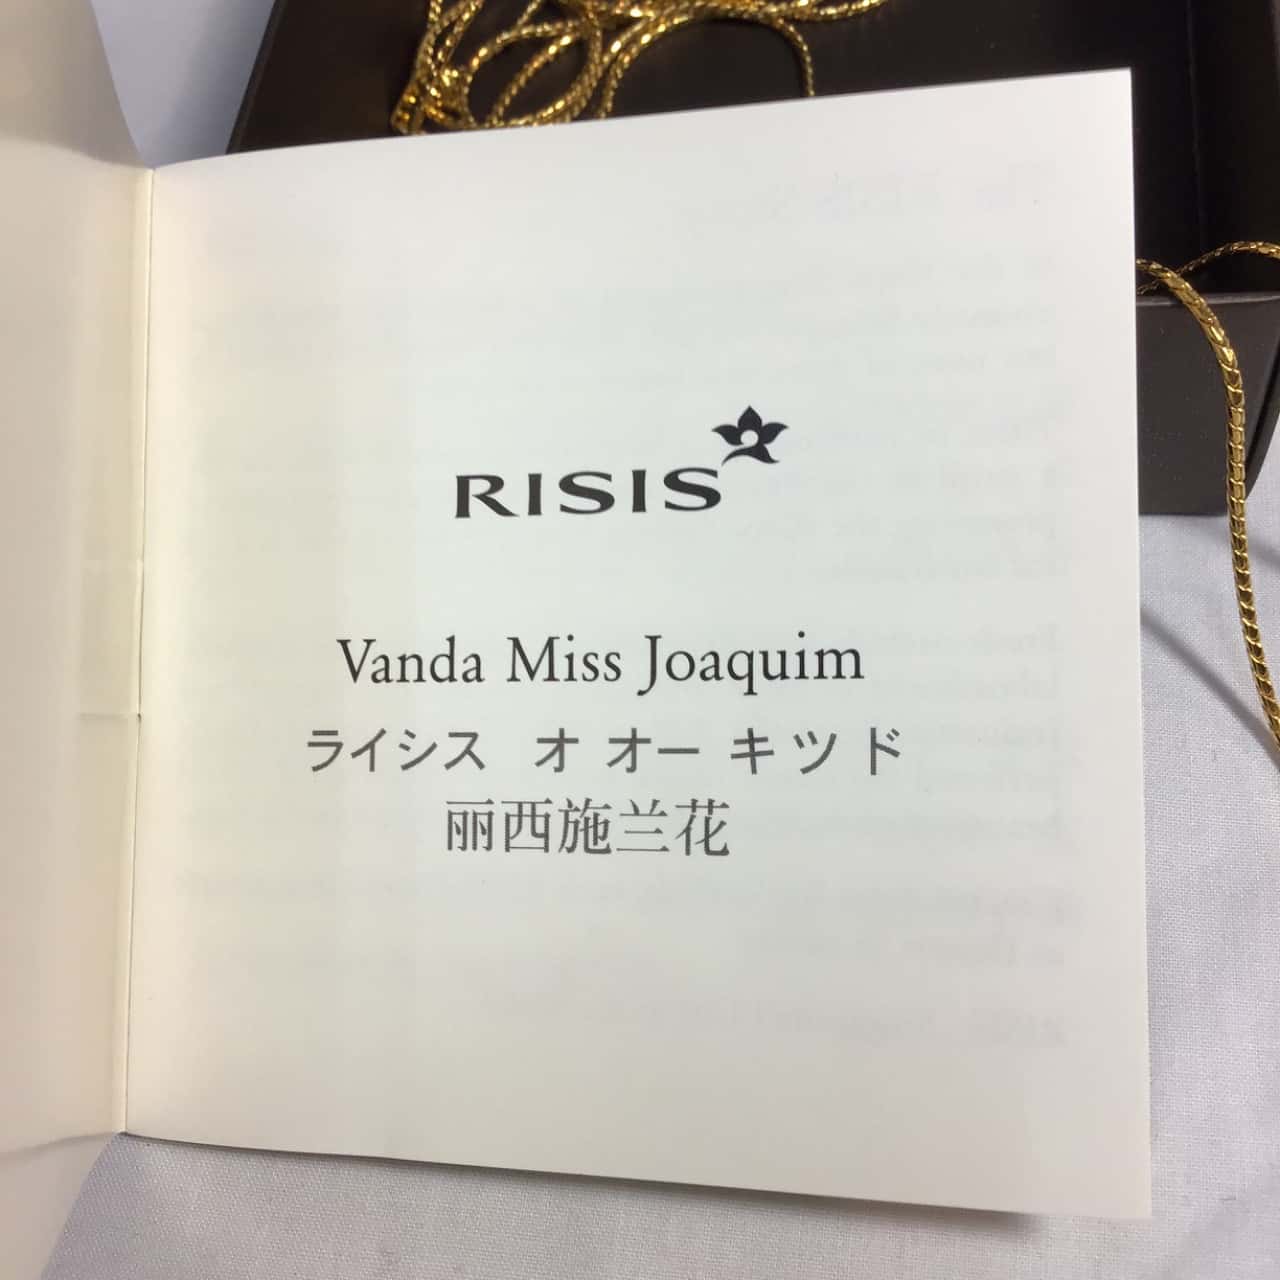 RISIS
Vanda Miss Joaquim
ライシス オ オー キ ツ ド
丽西施兰花